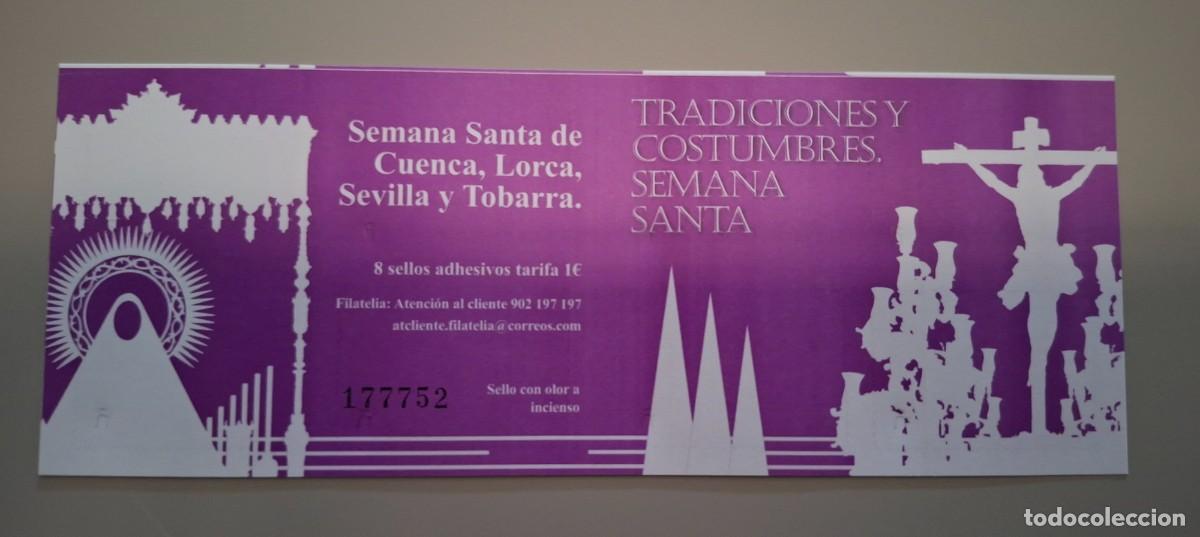 Semana Santa de
Cuenca, Lorca,
Sevilla y Tobarra.
8 sellos adhesivos tarifa 1€
Filatelia: Atención al cliente 902 197 197
atcliente.filatelia@correos.com
177752
Sello con olor a
incienso
TRADICIONES Y
COSTUMBRES.
SEMANA
SANTA
todocoleccion